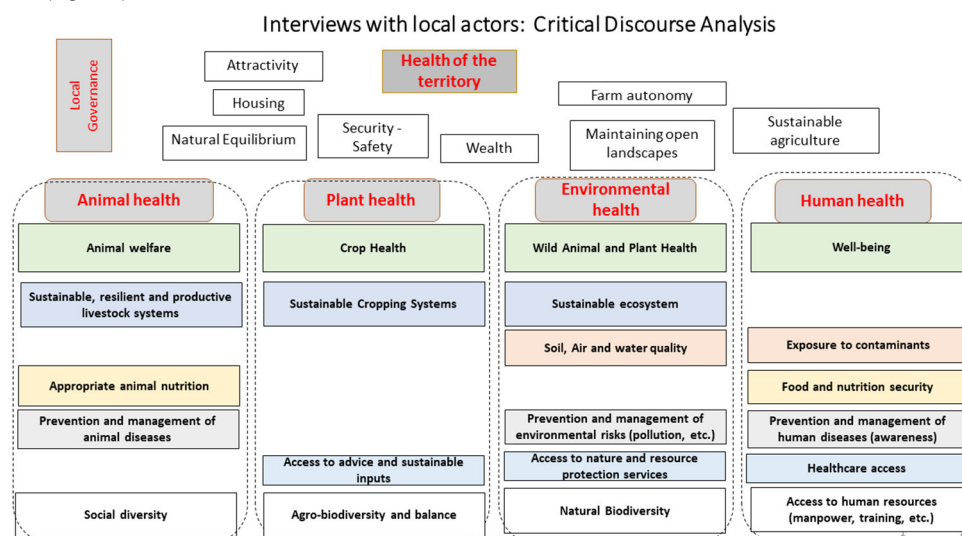 Interviews with local actors: Critical Discourse Analysis
Local
Governance
Attractivity
Health of the
territory
Housing
Farm autonomy
Natural Equilibrium
Security -
Safety
Wealth
Maintaining open
landscapes
Sustainable
agriculture
Animal health
Plant health
Environmental
health
Human health
Animal welfare
Crop Health
Wild Animal and Plant Health
Well-being
Sustainable, resilient and productive
livestock systems
Sustainable Cropping Systems
Sustainable ecosystem
Soil, Air and water quality
Exposure to contaminants
Appropriate animal nutrition
Food and nutrition security
Prevention and management of
animal diseases
Prevention and management of
environmental risks (pollution, etc.)
Prevention and management of
human diseases (awareness)
Access to advice and sustainable
inputs
Access to nature and resource
protection services
Healthcare access
Social diversity
Agro-biodiversity and balance
Natural Biodiversity
Access to human resources
(manpower, training, etc.)